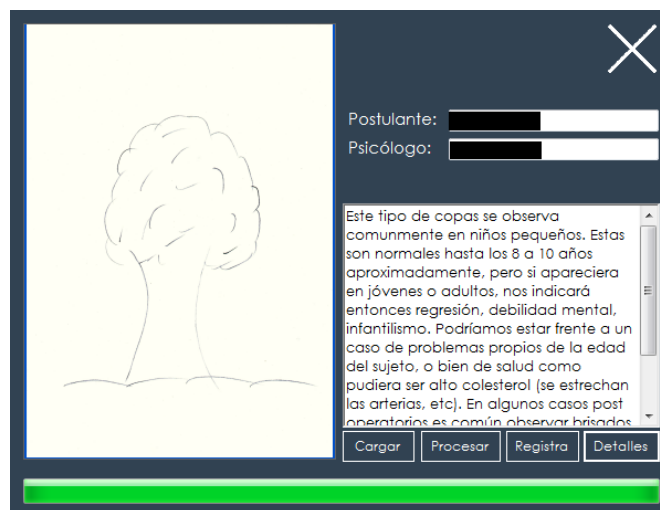 Postulante:
Psicólogo:
Este tipo de copas se observa
comunmente en niños pequeños. Estas
son normales hasta los 8 a 10 años
aproximadamente, pero si apareciera
en jóvenes o adultos, nos indicará
entonces regresión, debilidad mental,
infantilismo. Podríamos estar frente a un
caso de problemas propios de la edad
del sujeto, o bien de salud como
pudiera ser alto colesterol (se estrechan
las arterias, etc). En algunos casos post
operatorios es común observar brisados
Cargar Procesar Registra Detalles